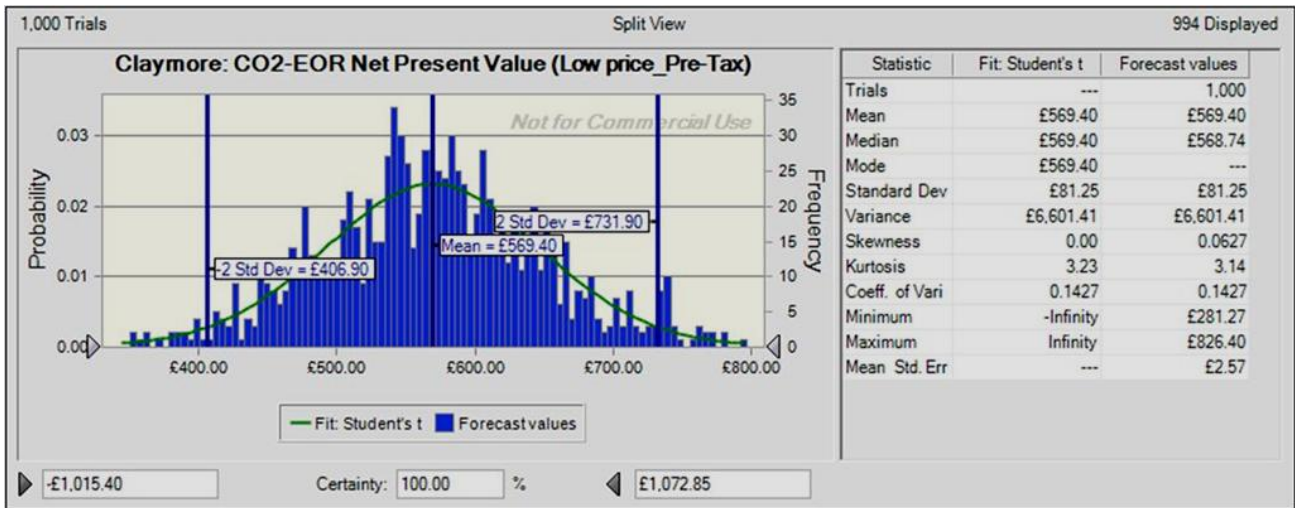 1,000 Trials Split View 994 Displayed
Claymore: CO2-EOR Net Present Value (Low price_Pre-Tax)
Not for Commercial Use
Probability
0.03
0.02
0.01
0.00
35
30
25
20
15
10
5
0
Frequency
2 Std Dev = £731.90
Mean = £569.40
-2 Std Dev = £406.90
£400.00 £500.00 £600.00 £700.00 £800.00
Fit: Student's t Forecast values
Statistic Fit: Student's t Forecast values
Trials --- 1,000
Mean £569.40 £569.40
Median £569.40 £568.74
Mode £569.40 ---
Standard Dev £81.25 £81.25
Variance £6,601.41 £6,601.41
Skewness 0.00 0.0627
Kurtosis 3.23 3.14
Coeff. of Vari 0.1427 0.1427
Minimum -Infinity £281.27
Maximum Infinity £826.40
Mean Std. Err --- £2.57
-£1,015.40 Certainty: 100.00 % £1,072.85